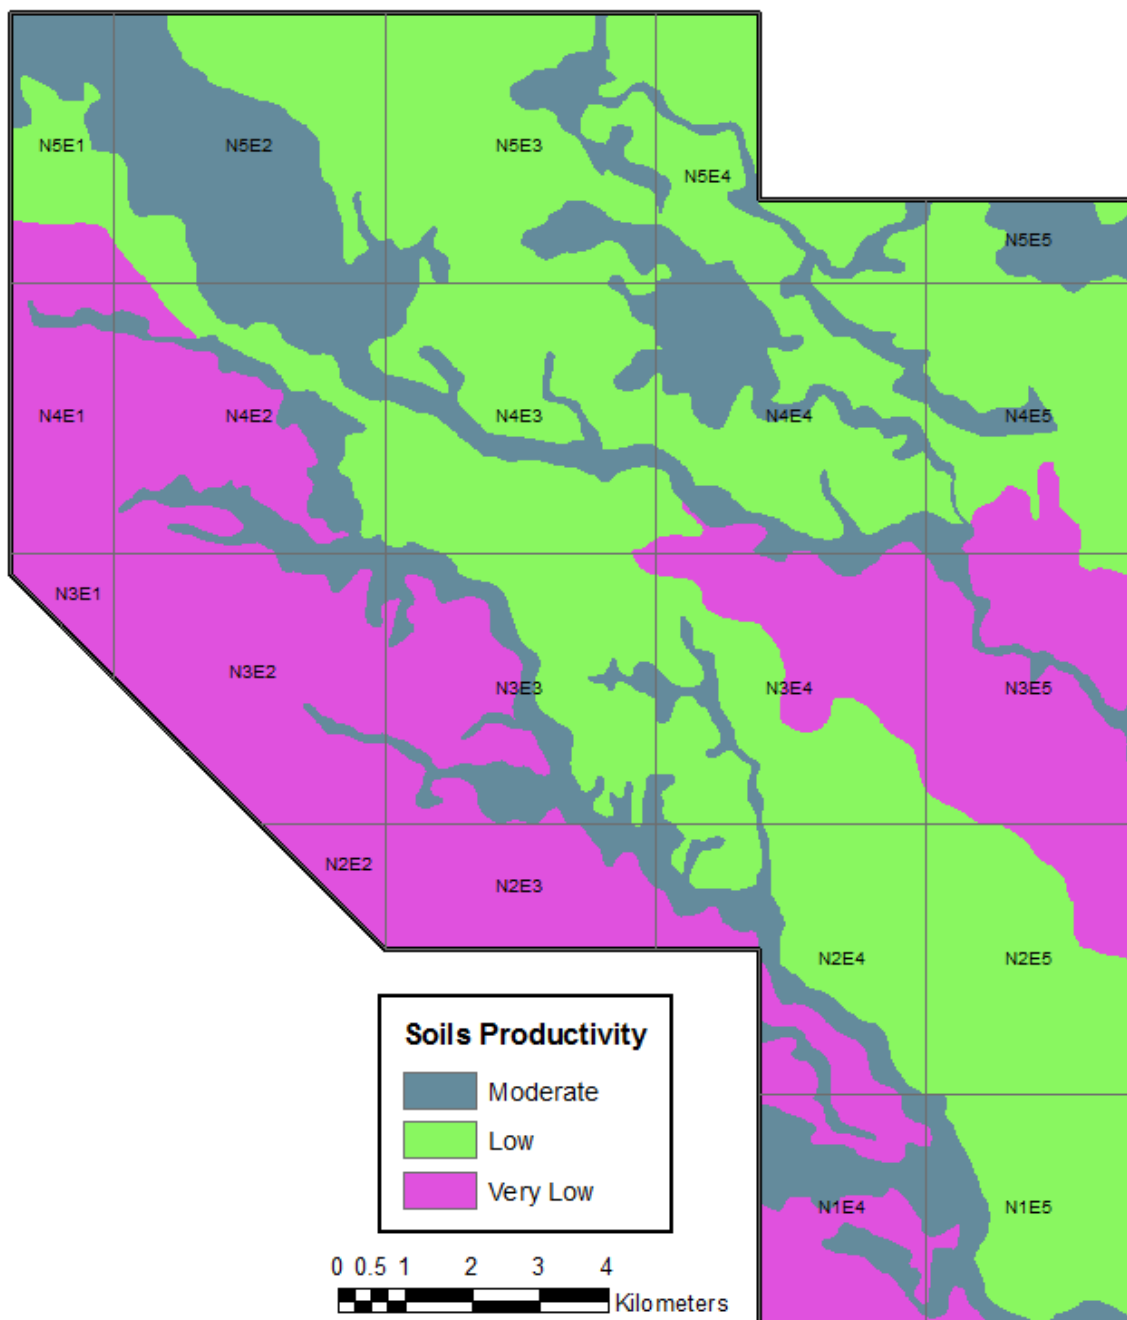 N5E1
N5E2
N5E3
N5E4
N5E5
N4E1
N4E2
N4E3
N4E4
N4E5
N3E1
N3E2
N3E3
N3E4
N3E5
N2E2
N2E3
N2E4
N2E5
N1E4
N1E5
Soils Productivity
Moderate
Low
Very Low
0 0.5 1 2 3 4
Kilometers